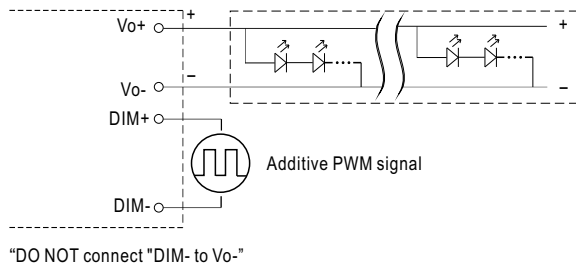 Vo+
+
+
Vo-
–
–
DIM+
Additive PWM signal
DIM-
“DO NOT connect "DIM- to Vo-”